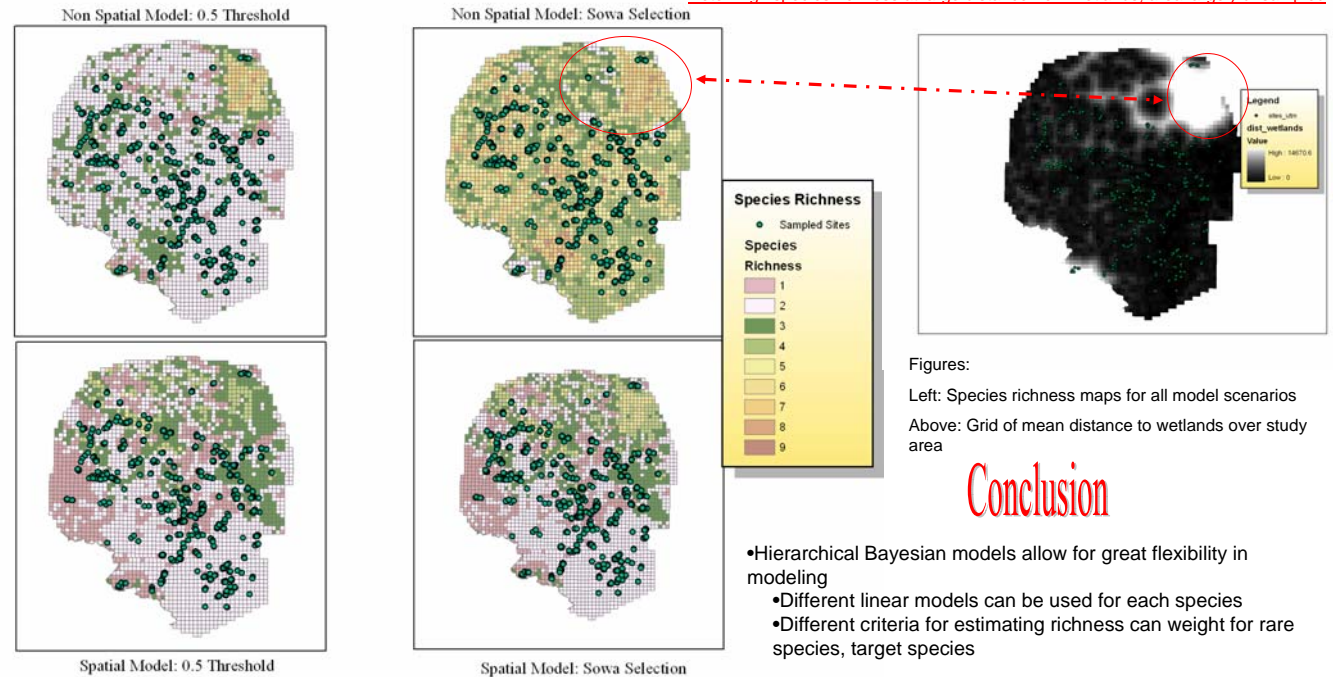 Non Spatial Model: 0.5 Threshold
Non Spatial Model: Sowa Selection
Legend
sites_utm
dist_wetlands
Value
High : 14670.6
Low : 0
Species Richness
Sampled Sites
Species
Richness
1
2
3
4
5
6
7
8
9
Figures:
Left: Species richness maps for all model scenarios
Above: Grid of mean distance to wetlands over study
area
Conclusion
•Hierarchical Bayesian models allow for great flexibility in
modeling
•Different linear models can be used for each species
•Different criteria for estimating richness can weight for rare
species, target species
Spatial Model: 0.5 Threshold
Spatial Model: Sowa Selection